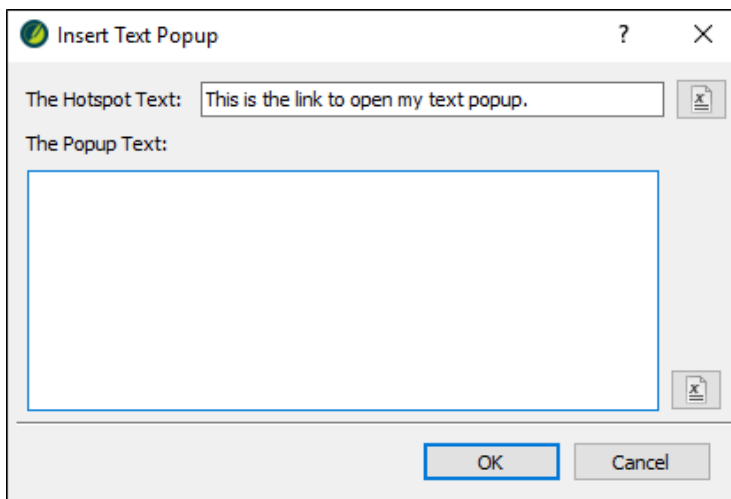 Insert Text Popup
The Hotspot Text: This is the link to open my text popup.
The Popup Text:
OK Cancel